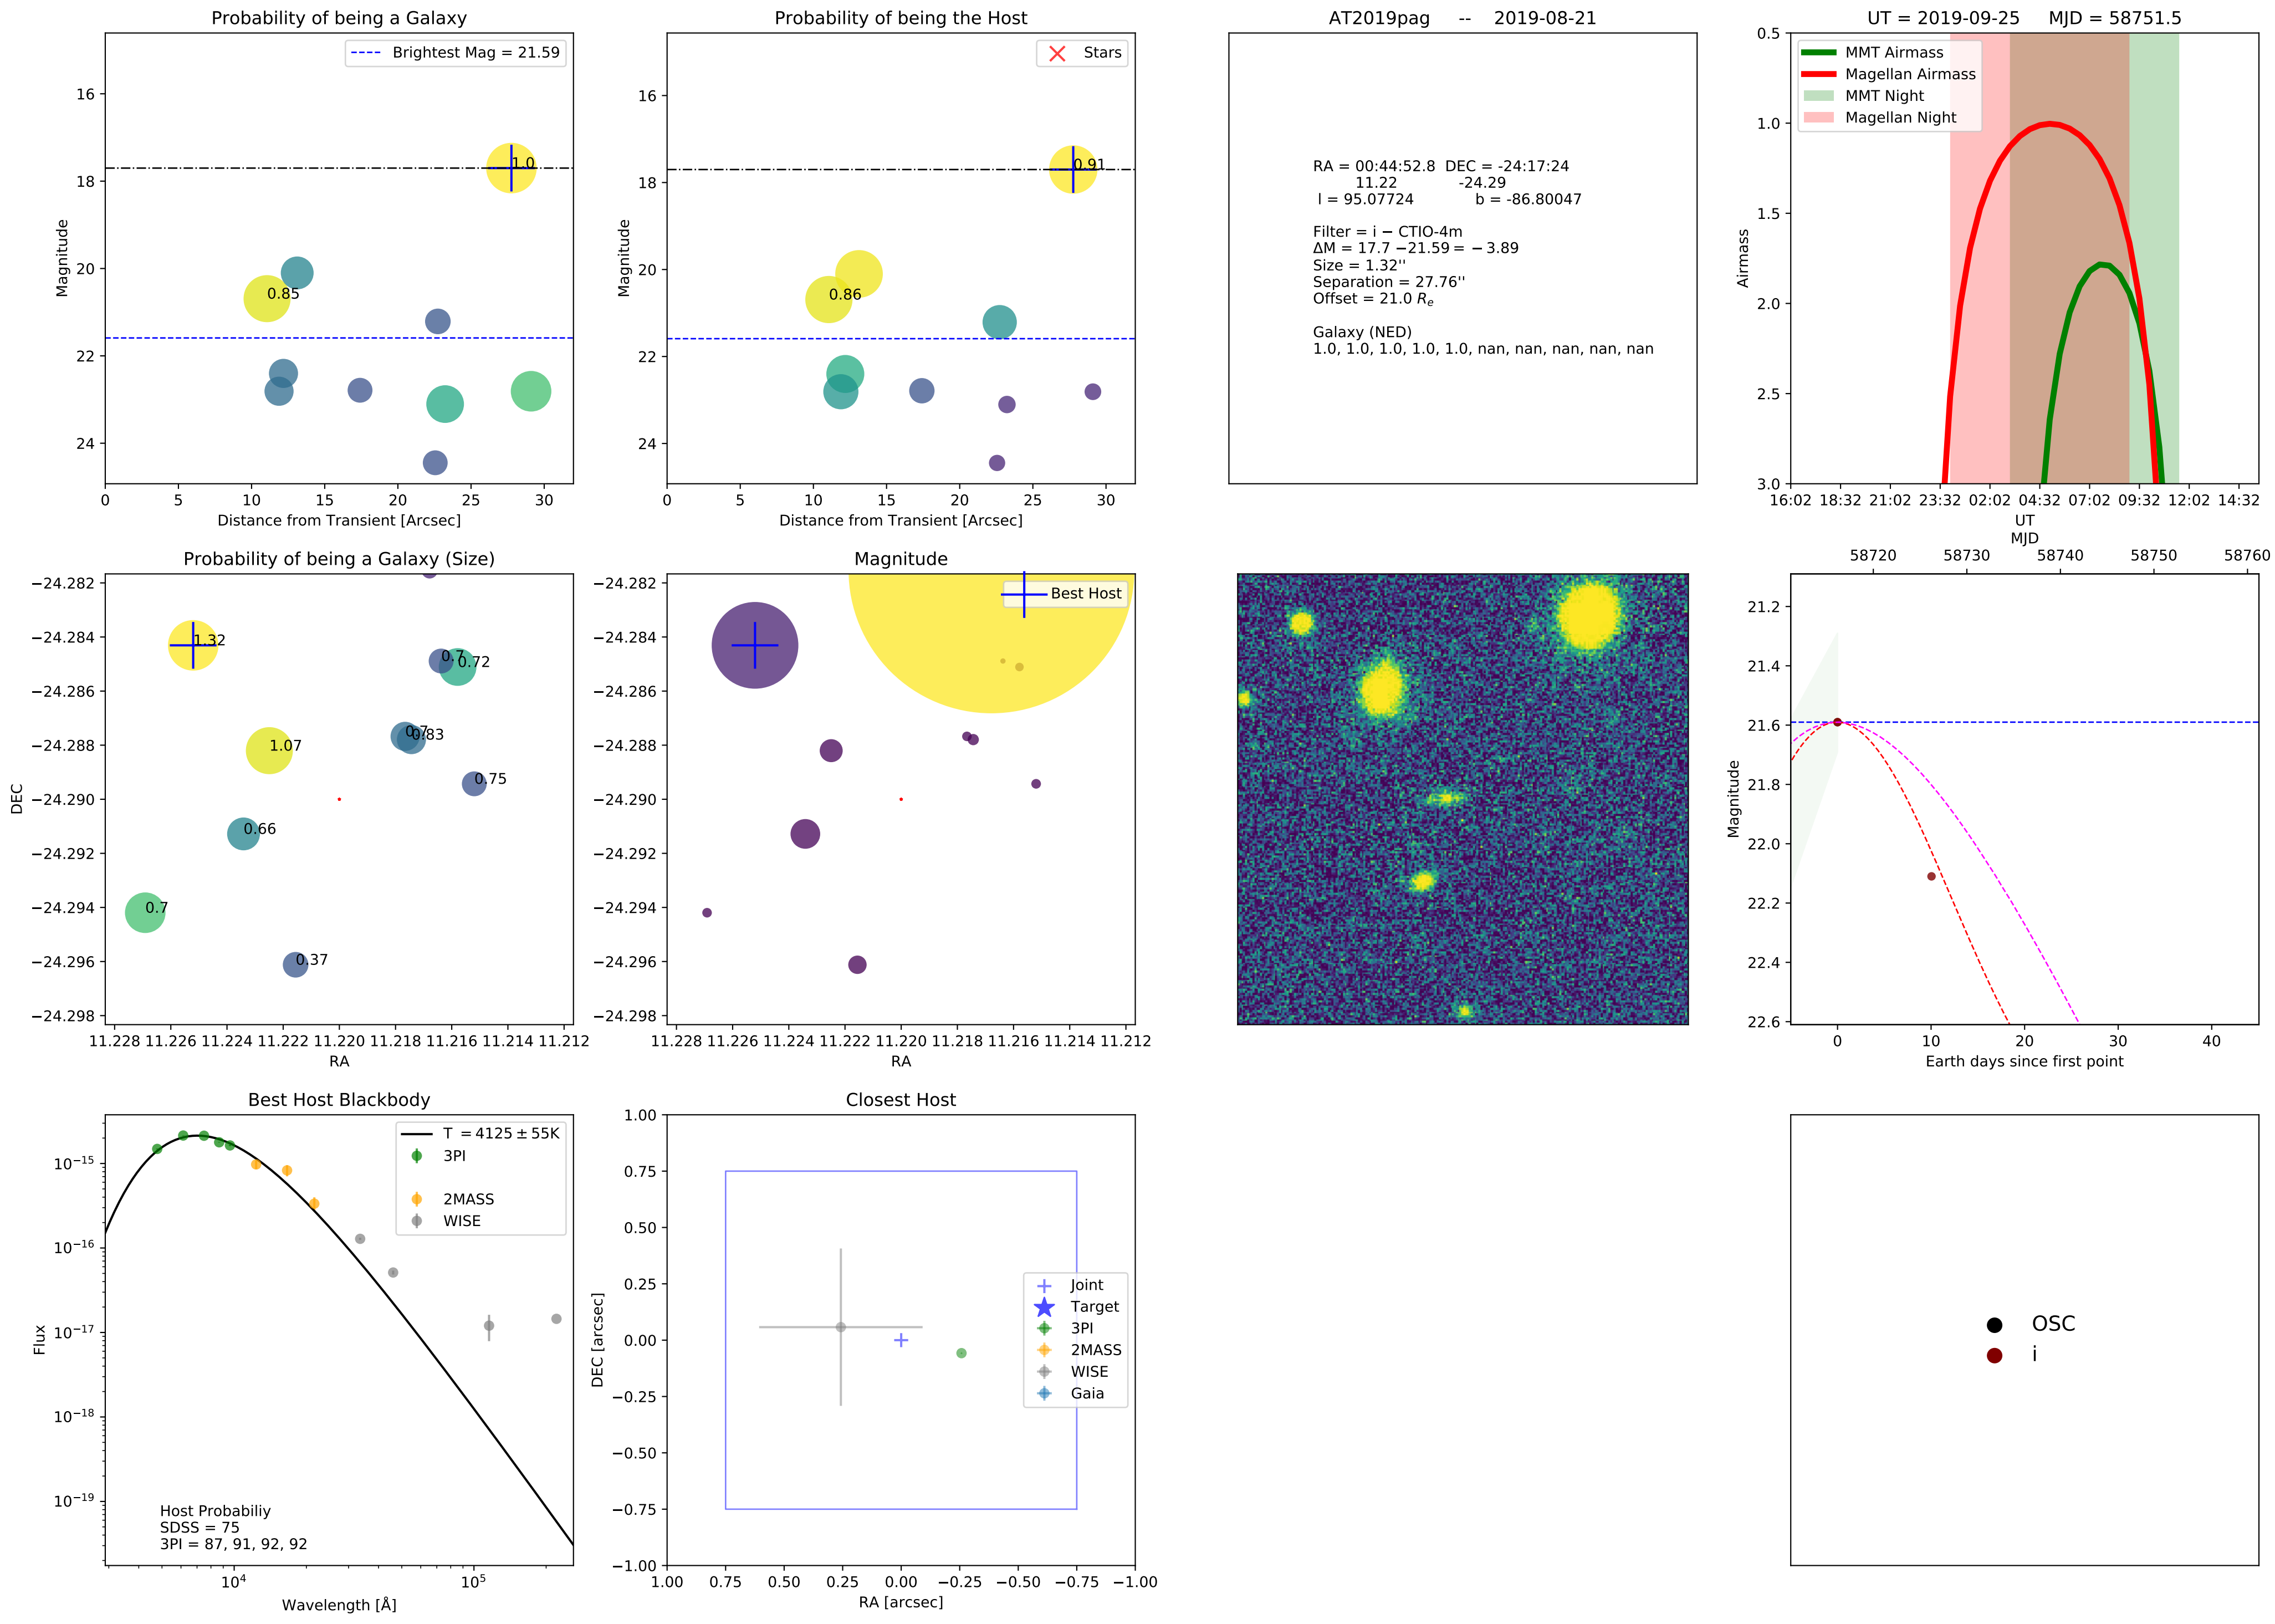 Probability of being a Galaxy
Brightest Mag = 21.59
1.0
0.85
16
18
20
22
24
Magnitude
0 5 10 15 20 25 30
Distance from Transient [Arcsec]
Probability of being the Host
Stars
0.91
0.86
16
18
20
22
24
Magnitude
0 5 10 15 20 25 30
Distance from Transient [Arcsec]
AT2019pag -- 2019-08-21
RA = 00:44:52.8 DEC = -24:17:24
11.22 -24.29
l = 95.07724 b = -86.80047
Filter = i − CTIO-4m
ΔM = 17.7 −21.59 = −3.89
Size = 1.32''
Separation = 27.76''
Offset = 21.0 Re
Galaxy (NED)
1.0, 1.0, 1.0, 1.0, 1.0, nan, nan, nan, nan, nan
UT = 2019-09-25 MJD = 58751.5
MMT Airmass
Magellan Airmass
MMT Night
Magellan Night
0.5
1.0
1.5
2.0
2.5
3.0
Airmass
16:02 18:32 21:02 23:32 02:02 04:32 07:02 09:32 12:02 14:32
UT
Probability of being a Galaxy (Size)
1.32
0.7
0.72
0.7
0.83
1.07
0.75
0.66
0.7
0.37
−24.282
−24.284
−24.286
−24.288
−24.290
−24.292
−24.294
−24.296
−24.298
DEC
11.228 11.226 11.224 11.222 11.220 11.218 11.216 11.214 11.212
RA
Magnitude
Best Host
−24.282
−24.284
−24.286
−24.288
−24.290
−24.292
−24.294
−24.296
−24.298
11.228 11.226 11.224 11.222 11.220 11.218 11.216 11.214 11.212
RA
MJD
58720 58730 58740 58750 58760
21.2
21.4
21.6
21.8
22.0
22.2
22.4
22.6
Magnitude
0 10 20 30 40
Earth days since first point
Best Host Blackbody
T = 4125 ± 55K
3PI
2MASS
WISE
10−15
10−16
10−17
10−18
10−19
Flux
Host Probabiliy
SDSS = 75
3PI = 87, 91, 92, 92
104 105
Wavelength [Å]
Closest Host
Joint
Target
3PI
2MASS
WISE
Gaia
1.00
0.75
0.50
0.25
0.00
−0.25
−0.50
−0.75
−1.00
DEC [arcsec]
1.00 0.75 0.50 0.25 0.00 −0.25 −0.50 −0.75 −1.00
RA [arcsec]
OSC
i